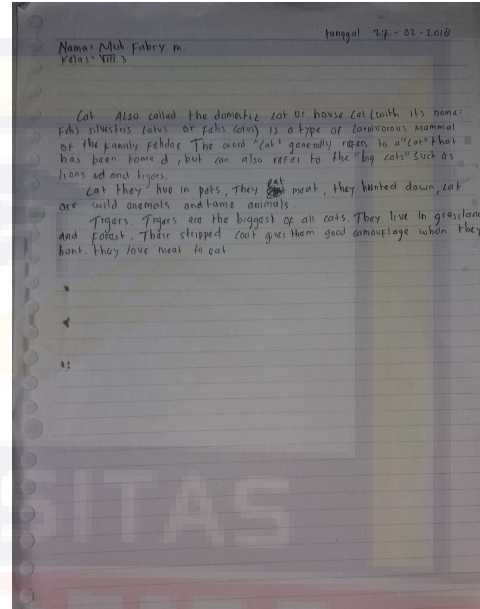 tanggal 27 - 02 - 2018
Nama: Muh Fabry m.
Kelas: VIII 3
Cat Also called the domestic cat or house cat (with its name:
Felis silvestris catus or Felis catus) is a type of carnivorous mammal
of the family Felidae The word "cat" generally refers to a "cat" that
has been tame d, but can also refer to the "big cats" such as
lions ad and tigers.
Cat they live in pets, They eat meat, they hunted down, cat
are wild anemals and tame animals.
Tigers. Tigers are the biggest of all cats. They live In grassland
and Forest. Their stripped coat gives them good camouflage when they
hunt. they love meat to eat
SITAS